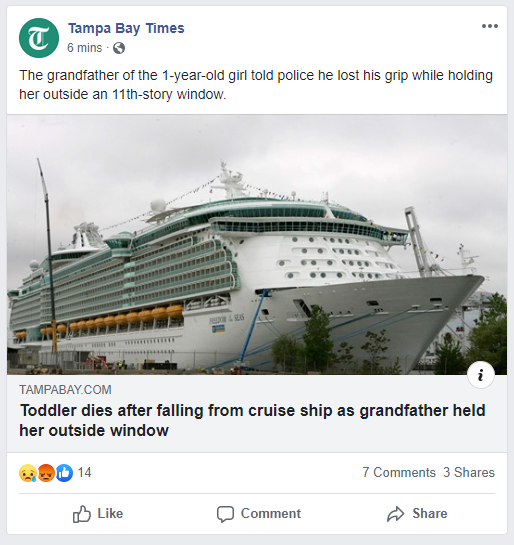 Tampa Bay Times
6 mins ·
The grandfather of the 1-year-old girl told police he lost his grip while holding
her outside an 11th-story window.
FREEDOM OF THE SEAS
TAMPABAY.COM
Toddler dies after falling from cruise ship as grandfather held
her outside window
14
7 Comments 3 Shares
Like
Comment
Share